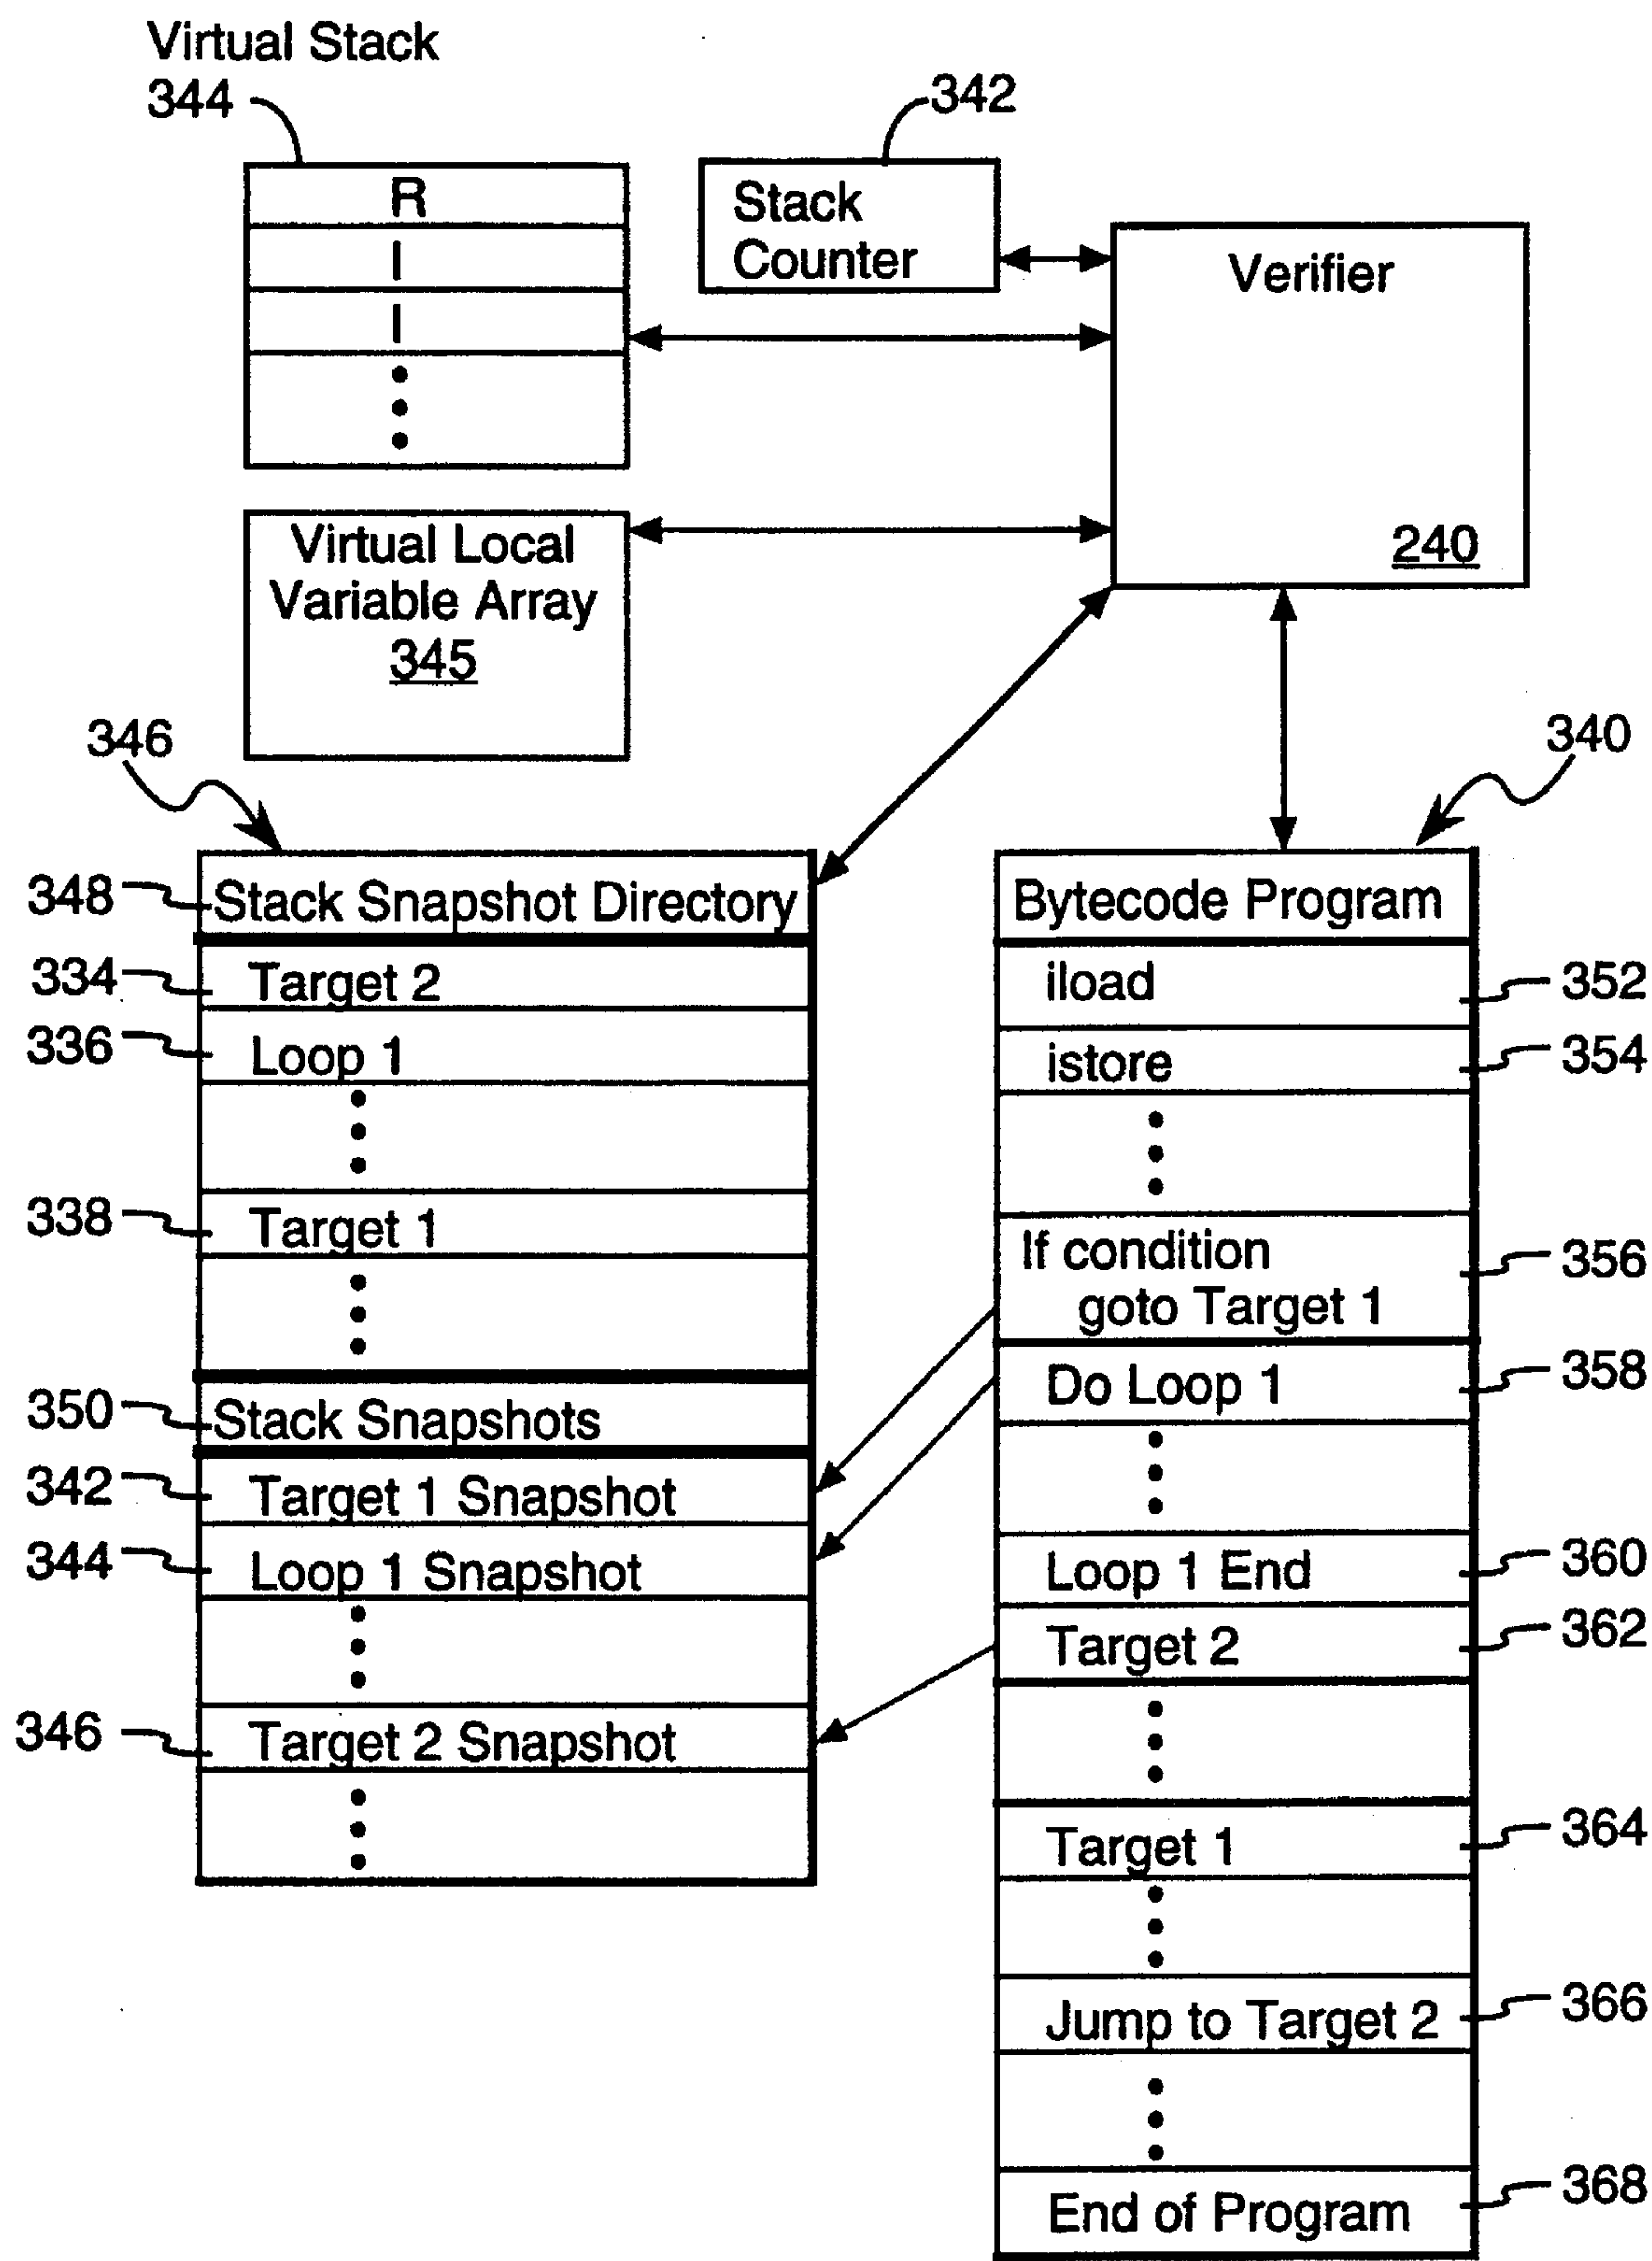 Virtual Stack
344
342
R
I
I
Stack
Counter
Verifier
240
Virtual Local
Variable Array
345
346
340
348
Stack Snapshot Directory
334
Target 2
336
Loop 1
338
Target 1
350
Stack Snapshots
342
Target 1 Snapshot
344
Loop 1 Snapshot
346
Target 2 Snapshot
Bytecode Program
iload
352
istore
354
If condition
goto Target 1
356
Do Loop 1
358
Loop 1 End
360
Target 2
362
Target 1
364
Jump to Target 2
366
End of Program
368